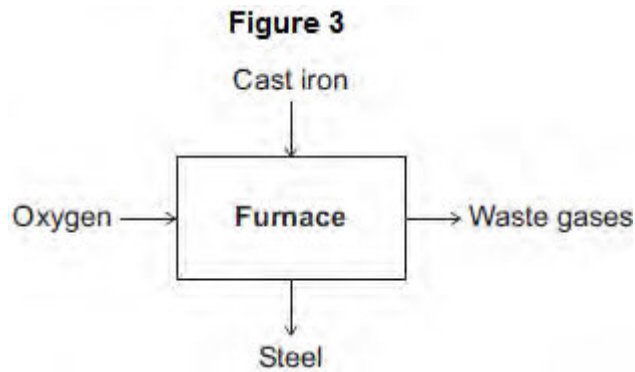 Figure 3
Cast iron
Oxygen
Furnace
Waste gases
Steel